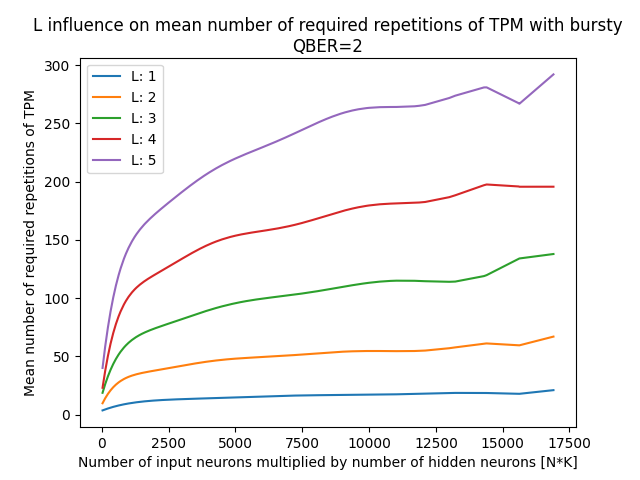 L influence on mean number of required repetitions of TPM with bursty
QBER=2
Mean number of required repetitions of TPM
300
250
200
150
100
50
0
L: 1
L: 2
L: 3
L: 4
L: 5
0 2500 5000 7500 10000 12500 15000 17500
Number of input neurons multiplied by number of hidden neurons [N*K]